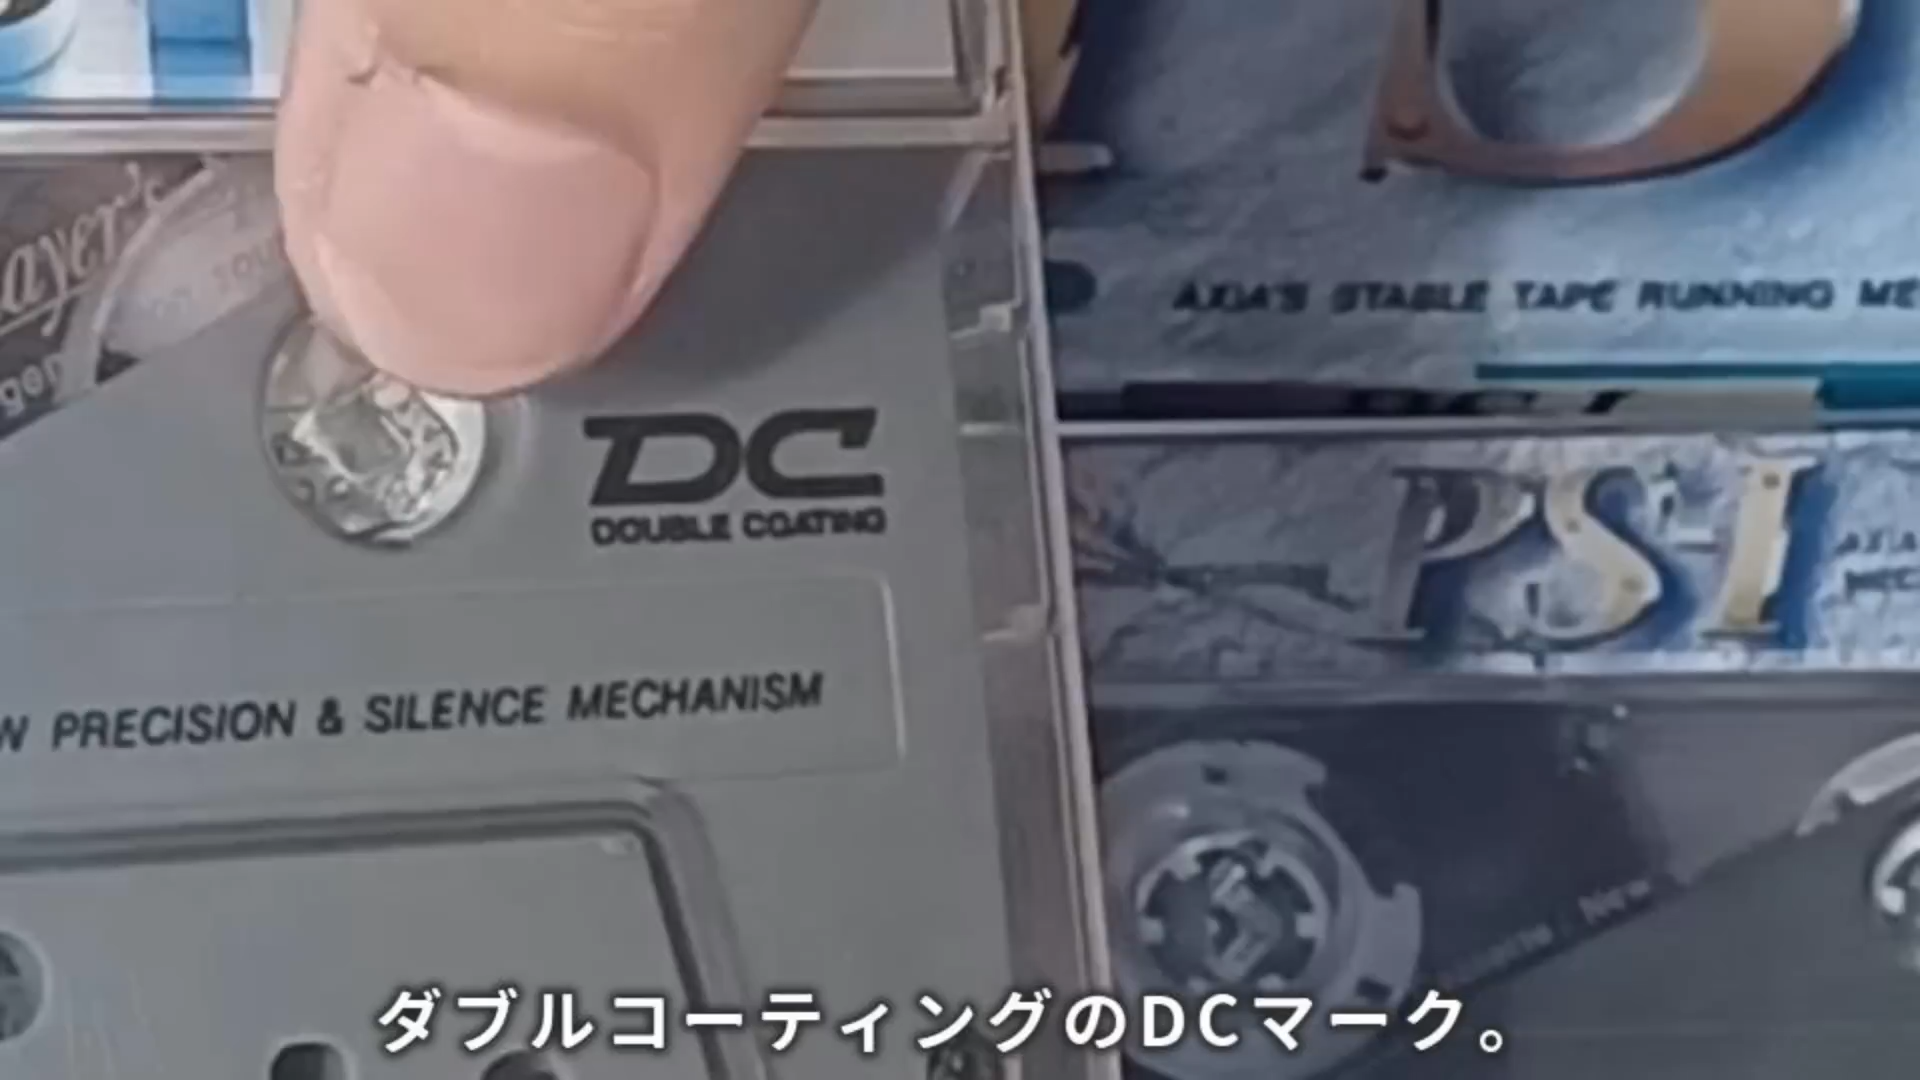 AXIA'S STABLE TAPE RUNNING ME
DC
DOUBLE COATING
PS-I
PRECISION & SILENCE MECHANISM
New
ダブルコーティングのDCマーク。